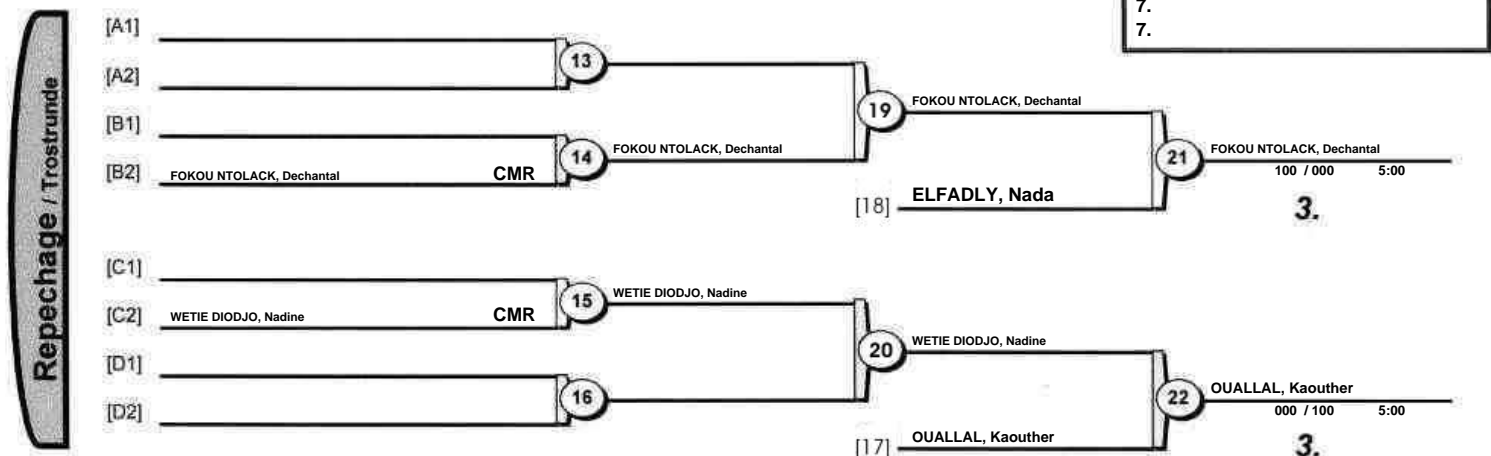 7.
7.
Repechage / Trostrunde
[A1]
[A2]
13
[B1]
[B2] FOKOU NTOLACK, Dechantal CMR
14
FOKOU NTOLACK, Dechantal
19
FOKOU NTOLACK, Dechantal
[18] ELFADLY, Nada
21
FOKOU NTOLACK, Dechantal
100 / 000 5:00
3.
[C1]
[C2] WETIE DIODJO, Nadine CMR
15
WETIE DIODJO, Nadine
[D1]
[D2]
16
20
WETIE DIODJO, Nadine
[17] OUALLAL, Kaouther
22
OUALLAL, Kaouther
000 / 100 5:00
3.